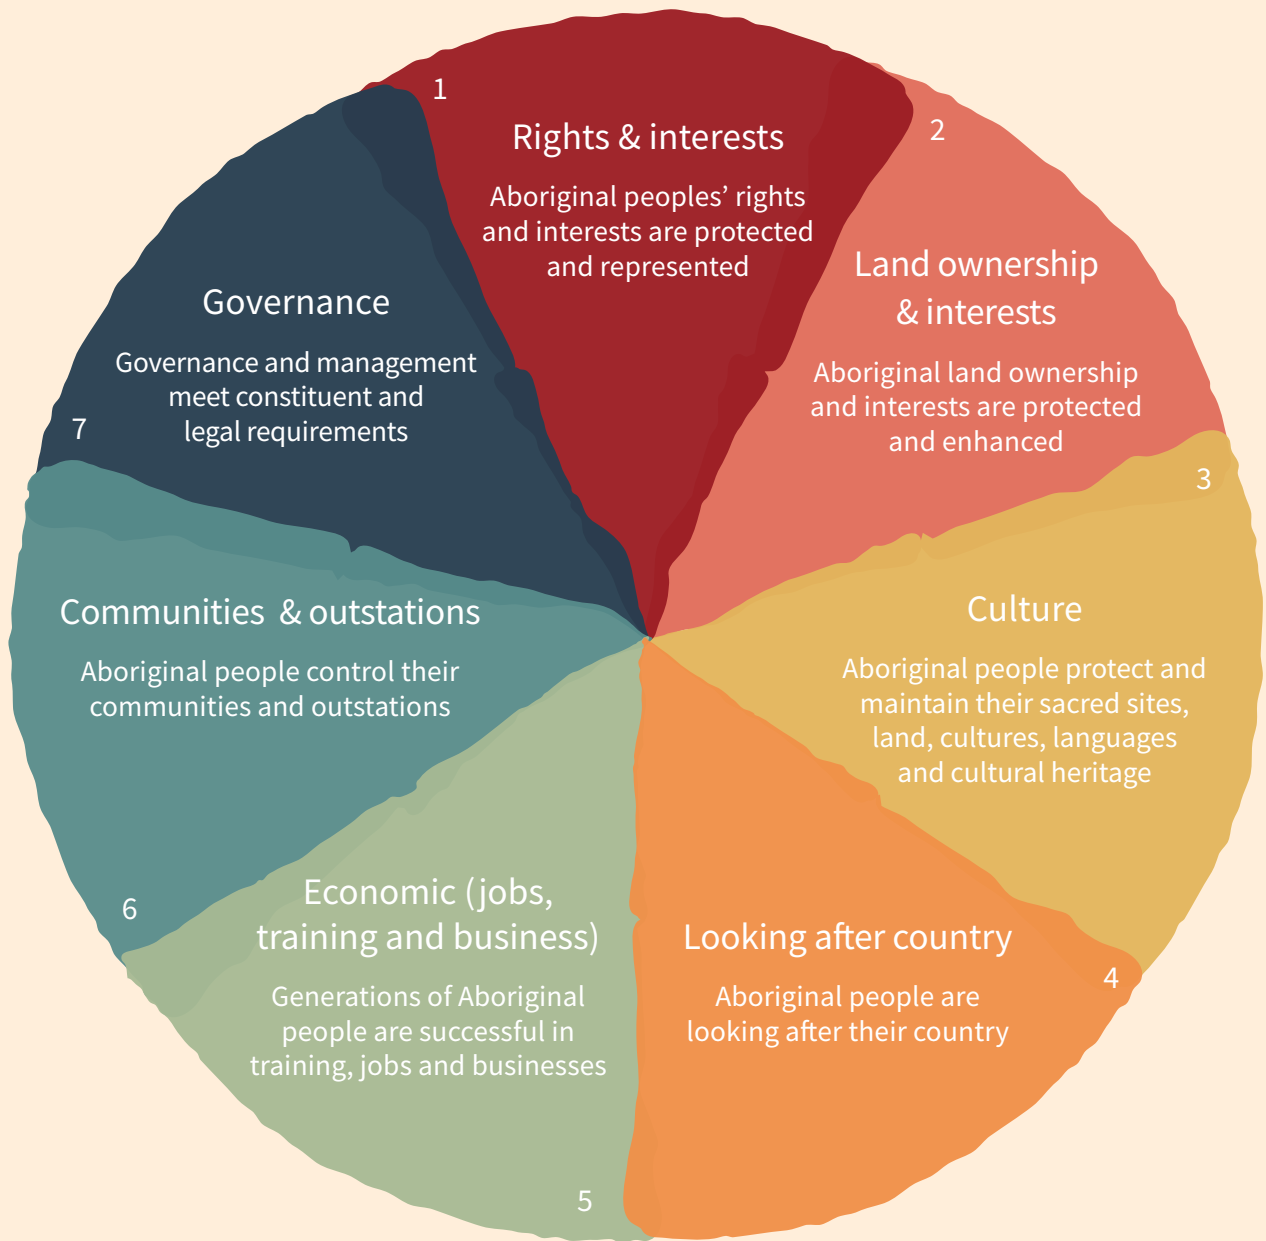 1
Rights & interests
Aboriginal peoples’ rights
and interests are protected
and represented
2
Land ownership
& interests
Aboriginal land ownership
and interests are protected
and enhanced
3
Culture
Aboriginal people protect and
maintain their sacred sites,
land, cultures, languages
and cultural heritage
4
Looking after country
Aboriginal people are
looking after their country
5
Economic (jobs,
training and business)
Generations of Aboriginal
people are successful in
training, jobs and businesses
6
Communities & outstations
Aboriginal people control their
communities and outstations
7
Governance
Governance and management
meet constituent and
legal requirements